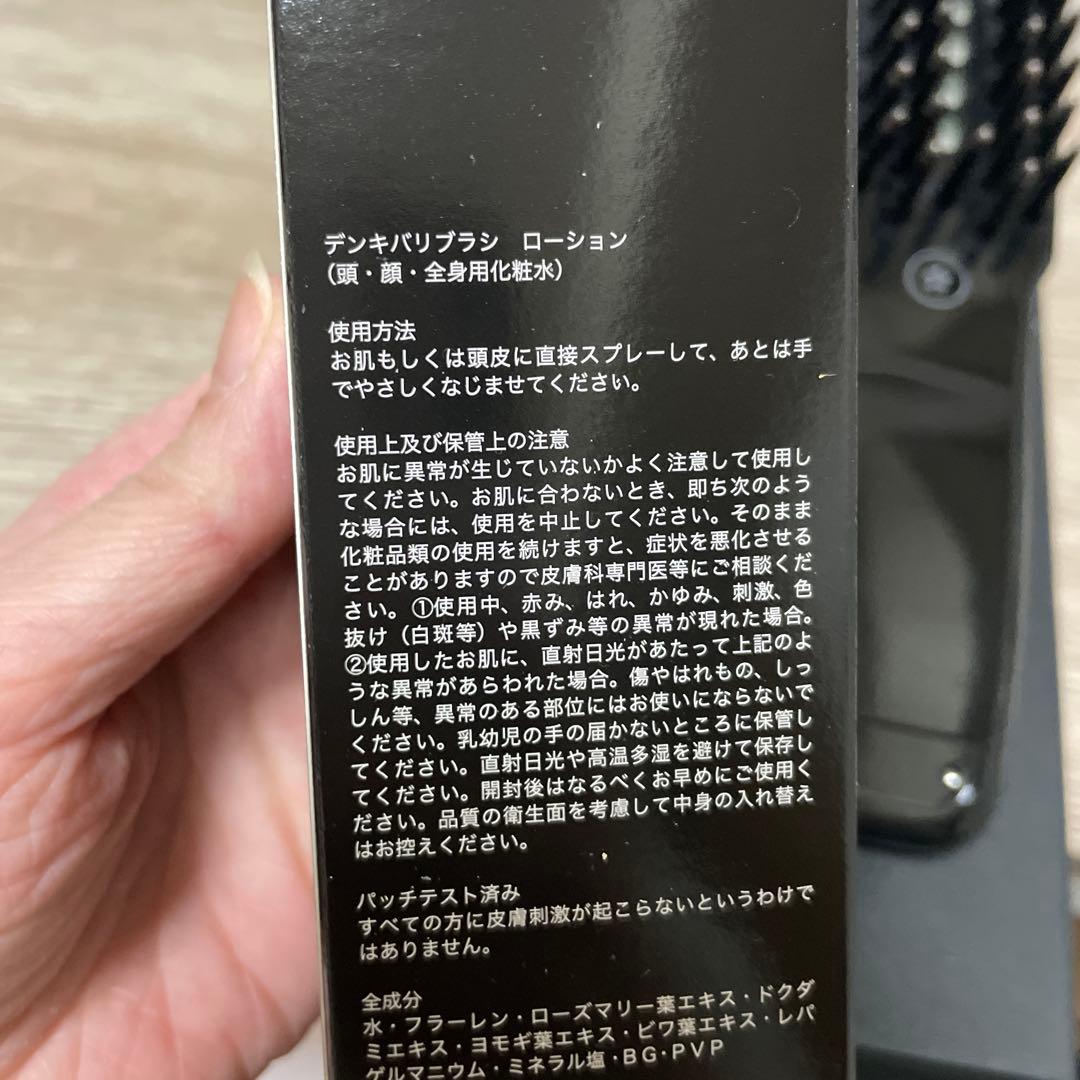 デンキバリブラシ　ローション
（頭・顔・全身用化粧水）
使用方法
お肌もしくは頭皮に直接スプレーして、あとは手
でやさしくなじませてください。
使用上及び保管上の注意
お肌に異常が生じていないかよく注意して使用し
てください。お肌に合わないとき、即ち次のよう
な場合には、使用を中止してください。そのまま
化粧品類の使用を続けますと、症状を悪化させる
ことがありますので皮膚科専門医等にご相談くだ
さい。①使用中、赤み、はれ、かゆみ、刺激、色
抜け（白斑等）や黒ずみ等の異常が現れた場合。
②使用したお肌に、直射日光があたって上記のよ
うな異常があらわれた場合。傷やはれもの、しっ
しん等、異常のある部位にはお使いにならないで
ください。乳幼児の手の届かないところに保管し
てください。直射日光や高温多湿を避けて保存し
てください。開封後はなるべくお早めにご使用く
ださい。品質の衛生面を考慮して中身の入れ替え
はお控えください。
パッチテスト済み
すべての方に皮膚刺激が起こらないというわけで
はありません。
全成分
水・フラーレン・ローズマリー葉エキス・ドクダ
ミエキス・ヨモギ葉エキス・ビワ葉エキス・レパ
ゲルマニウム・ミネラル塩・BG・PVP